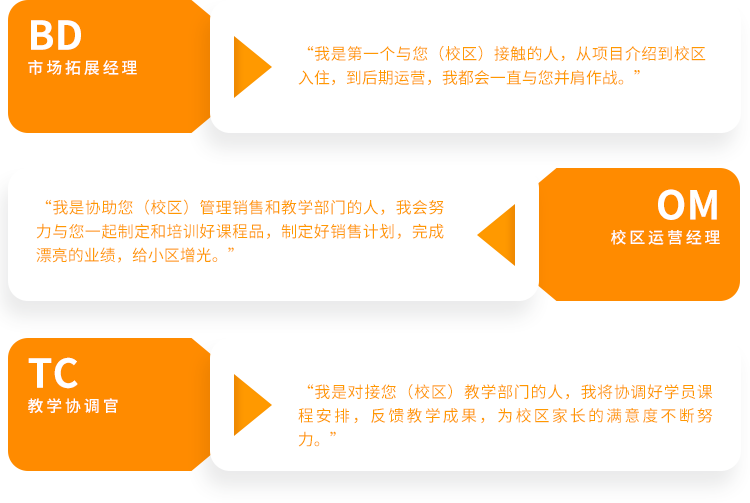 BD
市场拓展经理
“我是第一个与您（校区）接触的人，从项目介绍到校区
入住，到后期运营，我都会一直与您并肩作战。”
“我是协助您（校区）管理销售和教学部门的人，我会努
力与您一起制定和培训好课程品，制定好销售计划，完成
漂亮的业绩，给小区增光。”
OM
校区运营经理
TC
教学协调官
“我是对接您（校区）教学部门的人，我将协调好学员课
程安排，反馈教学成果，为校区家长的满意度不断努
力。”